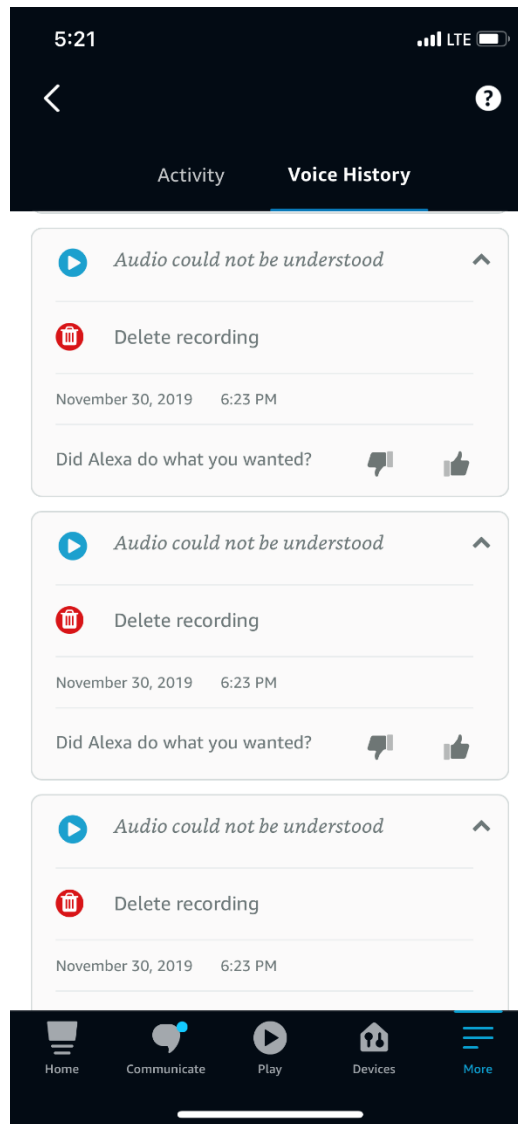 5:21 LTE
?
Activity Voice History
Audio could not be understood
Delete recording
November 30, 2019 6:23 PM
Did Alexa do what you wanted?
Audio could not be understood
Delete recording
November 30, 2019 6:23 PM
Did Alexa do what you wanted?
Audio could not be understood
Delete recording
November 30, 2019 6:23 PM
Home Communicate Play Devices More